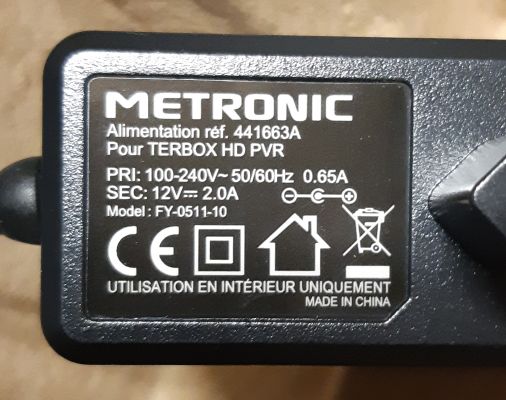 METRONIC
Alimentation réf. 441663A
Pour TERBOX HD PVR
PRI: 100-240V~ 50/60Hz 0.65A
SEC: 12V⎓ 2.0A
Model : FY-0511-10
CE
UTILISATION EN INTÉRIEUR UNIQUEMENT
MADE IN CHINA